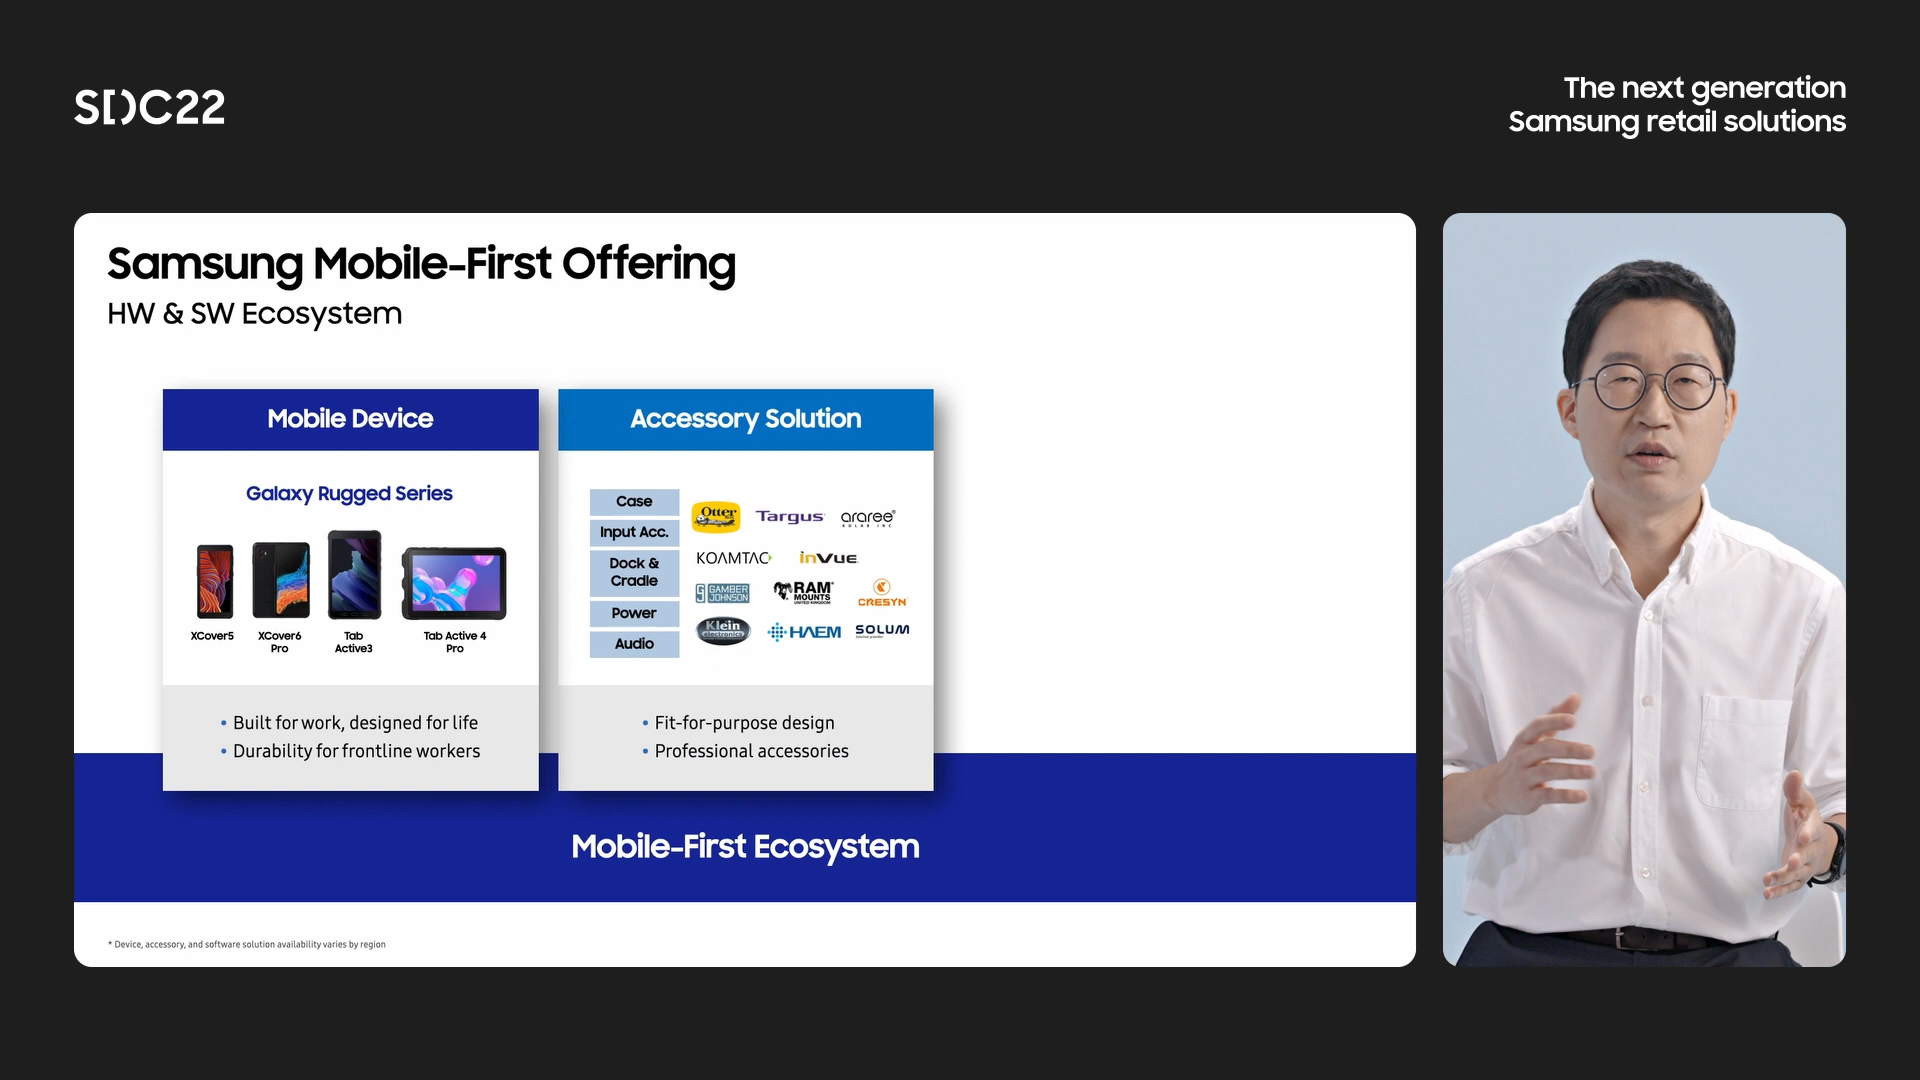 SDC22
The next generation
Samsung retail solutions
Samsung Mobile-First Offering
HW & SW Ecosystem
Mobile Device
Galaxy Rugged Series
XCover5
XCover6
Pro
Tab
Active3
Tab Active 4
Pro
• Built for work, designed for life
• Durability for frontline workers
Accessory Solution
Case
Input Acc.
Dock &
Cradle
Power
Audio
Otter
Targus
araree
KOLAB INC.
KOAMTAC
inVue
GAMBER
JOHNSON
RAM
MOUNTS
UNITED KINGDOM
CRESYN
Klein
electronics
HAEM
SOLUM
• Fit-for-purpose design
• Professional accessories
Mobile-First Ecosystem
* Device, accessory, and software solution availability varies by region